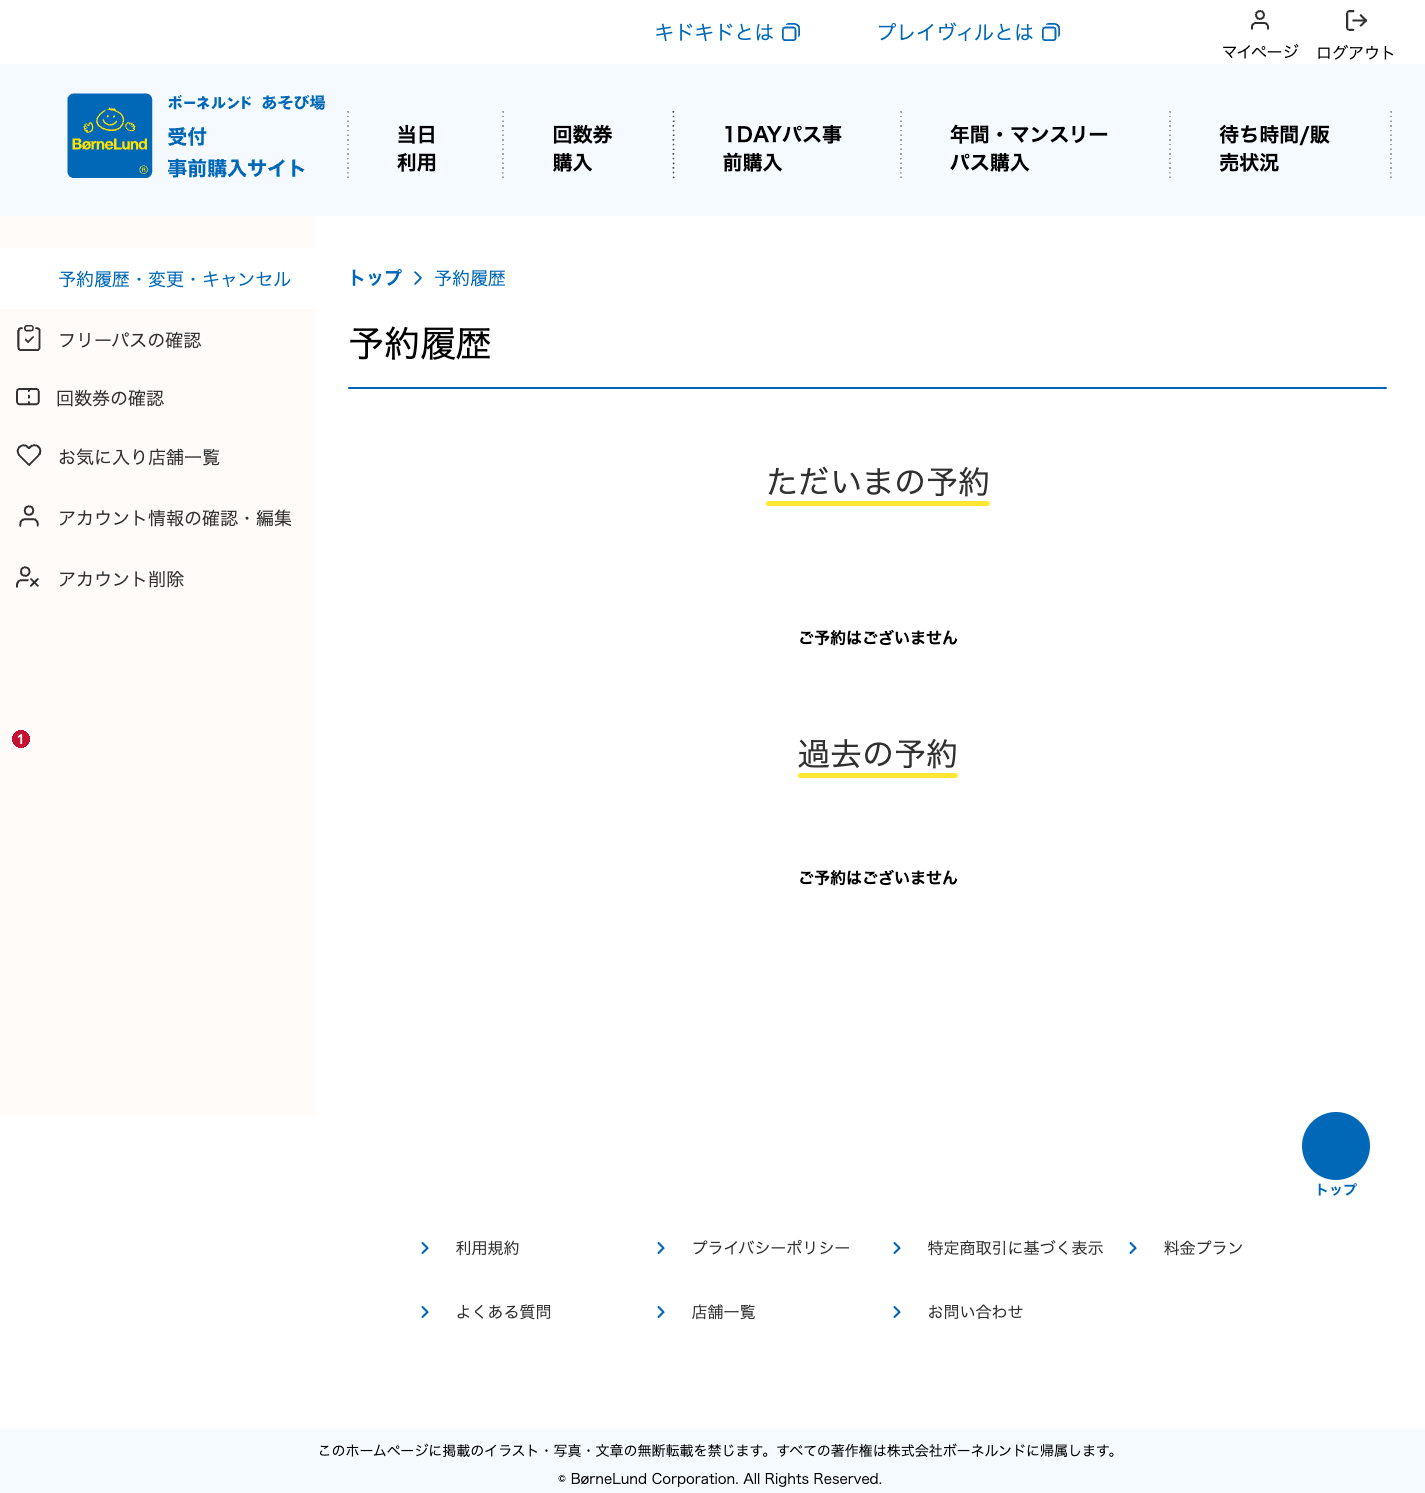 キドキドとは
プレイヴィルとは
マイページ
ログアウト
BørneLund
®
ボーネルンド あそび場
受付
事前購入サイト
当日
利用
回数券
購入
1DAYパス事
前購入
年間・マンスリー
パス購入
待ち時間/販
売状況
予約履歴・変更・キャンセル
フリーパスの確認
回数券の確認
お気に入り店舗一覧
アカウント情報の確認・編集
アカウント削除
1
トップ 予約履歴
予約履歴
ただいまの予約
ご予約はございません
過去の予約
ご予約はございません
トップ
利用規約
プライバシーポリシー
特定商取引に基づく表示
料金プラン
よくある質問
店舗一覧
お問い合わせ
このホームページに掲載のイラスト・写真・文章の無断転載を禁じます。すべての著作権は株式会社ボーネルンドに帰属します。
© BørneLund Corporation. All Rights Reserved.